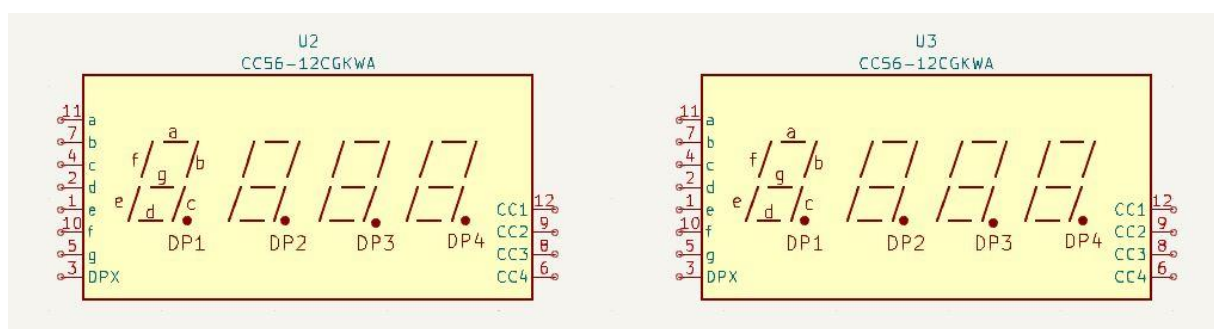 U2
CC56-12CGKWA
11 a
7 b
4 c
2 d
1 e
10 f
5 g
3 DPX
a
f b
g
e c
d
DP1 DP2 DP3 DP4
CC1 12
CC2 9
CC3 8
CC4 6
U3
CC56-12CGKWA
11 a
7 b
4 c
2 d
1 e
10 f
5 g
3 DPX
a
f b
g
e c
d
DP1 DP2 DP3 DP4
CC1 12
CC2 9
CC3 8
CC4 6